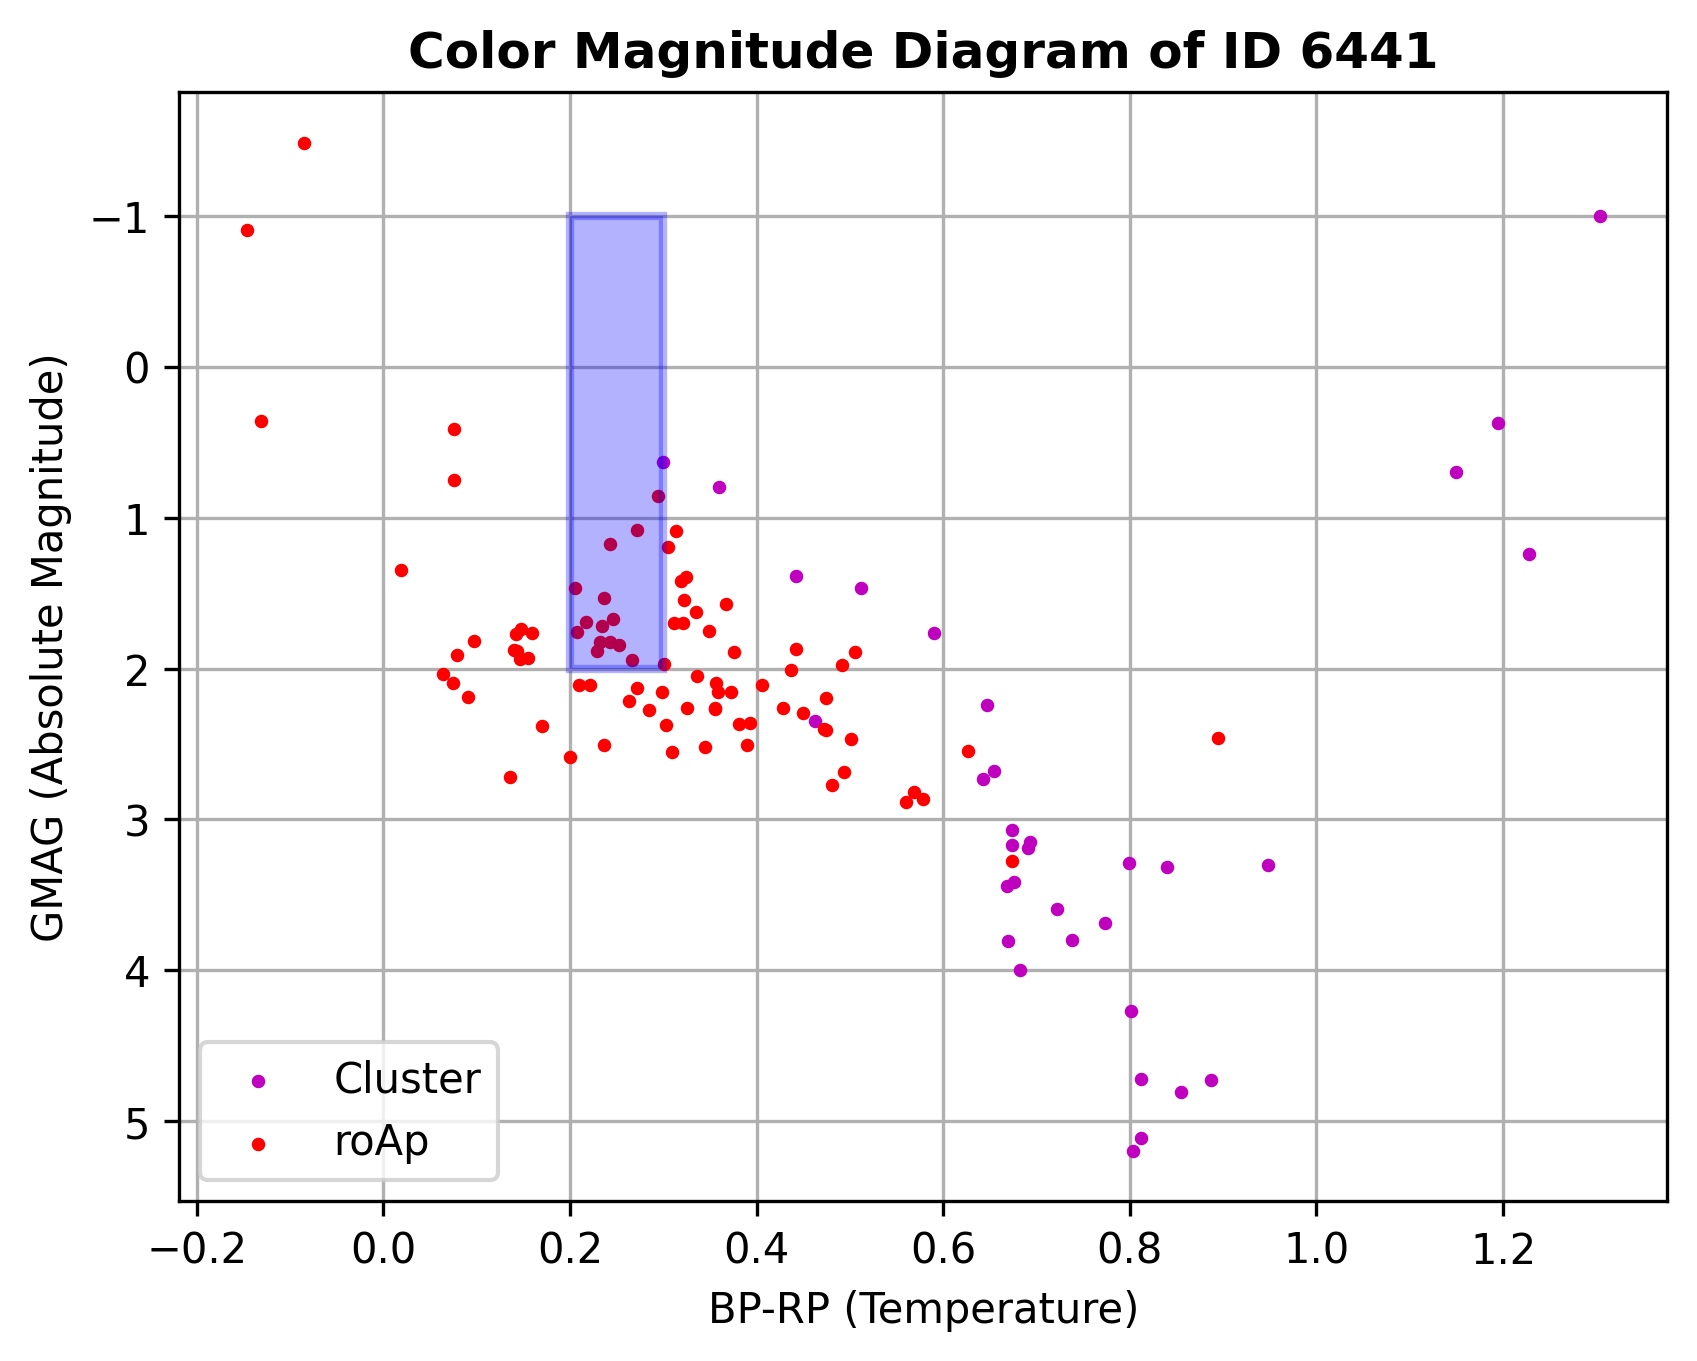 Color Magnitude Diagram of ID 6441
−1
0
1
2
3
4
5
GMAG (Absolute Magnitude)
Cluster
roAp
−0.2 0.0 0.2 0.4 0.6 0.8 1.0 1.2
BP-RP (Temperature)